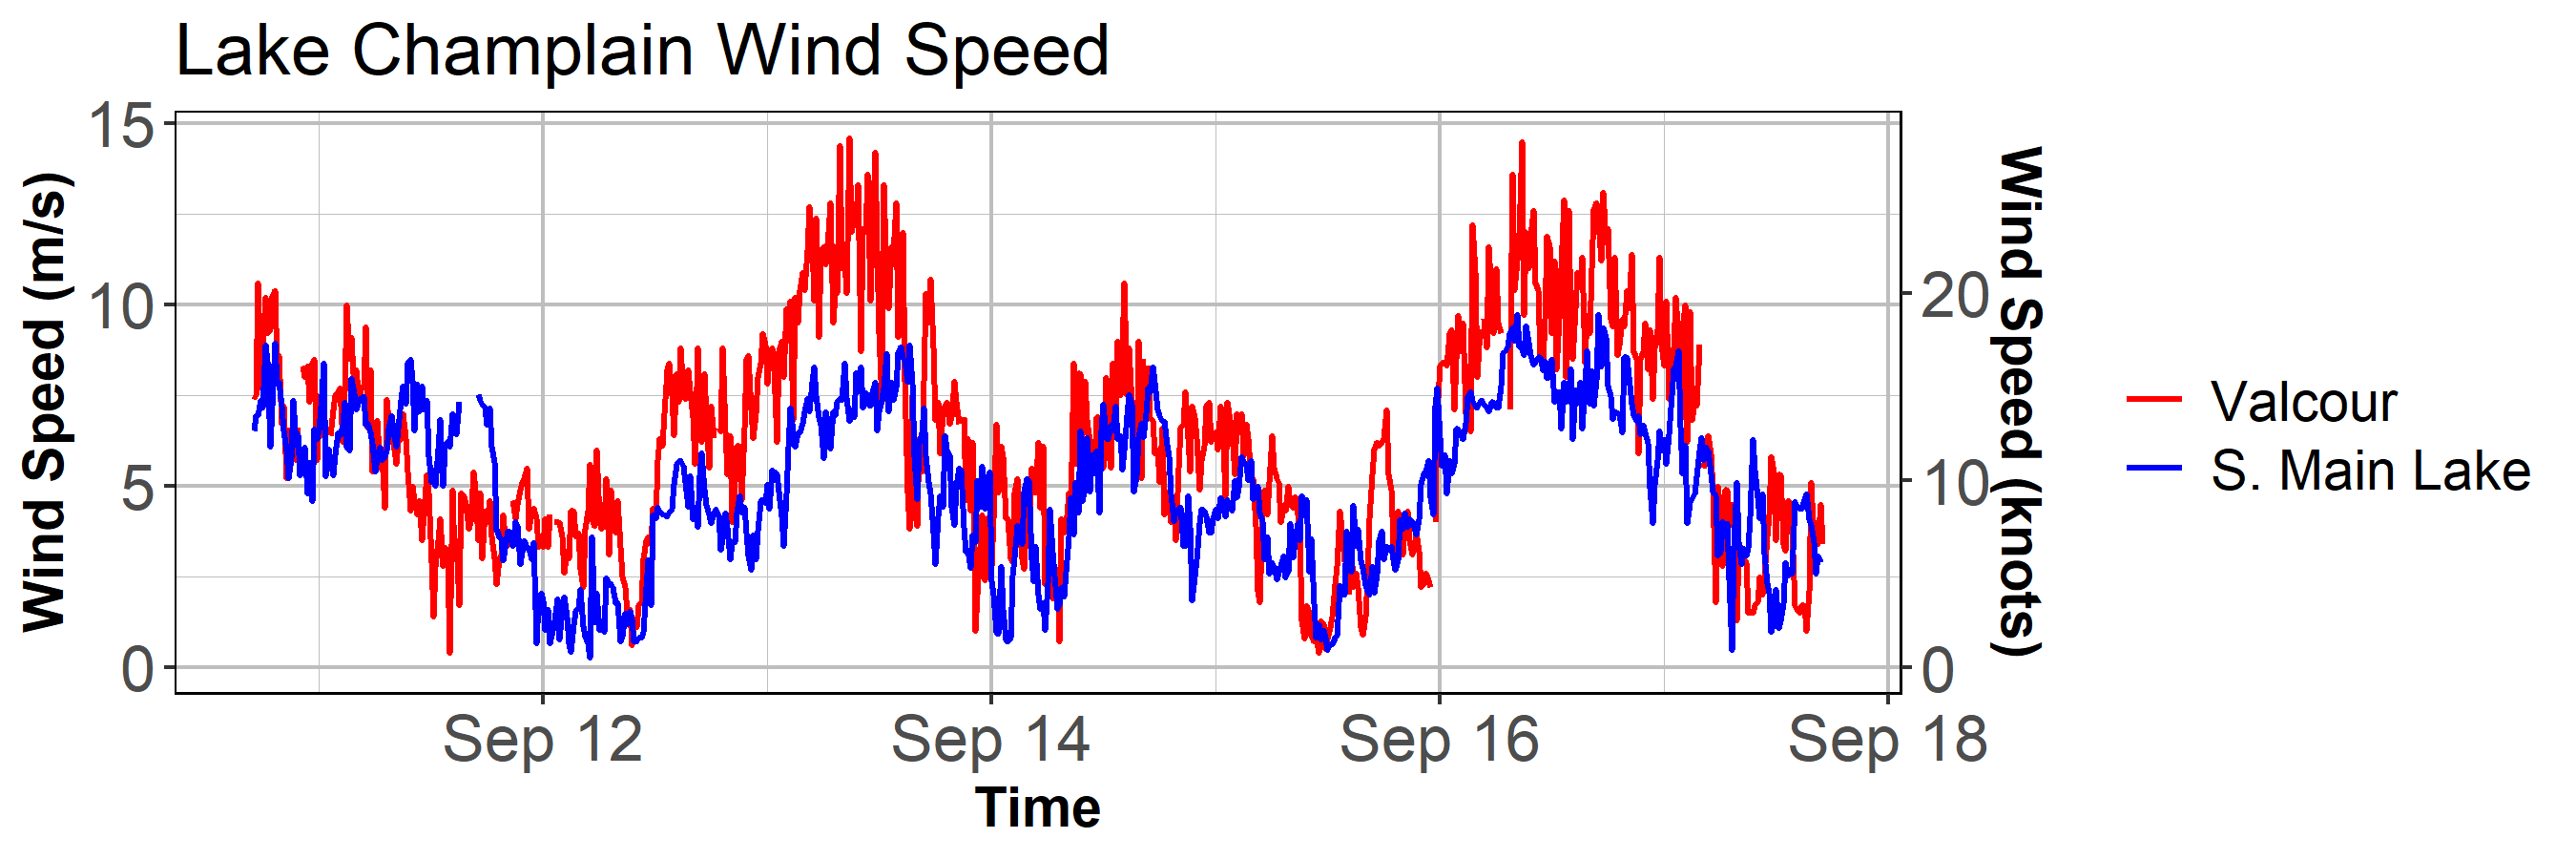 Lake Champlain Wind Speed
Wind Speed (m/s)
15
10
5
0
Wind Speed (knots)
20
10
0
Sep 12
Sep 14
Sep 16
Sep 18
Time
Valcour
S. Main Lake